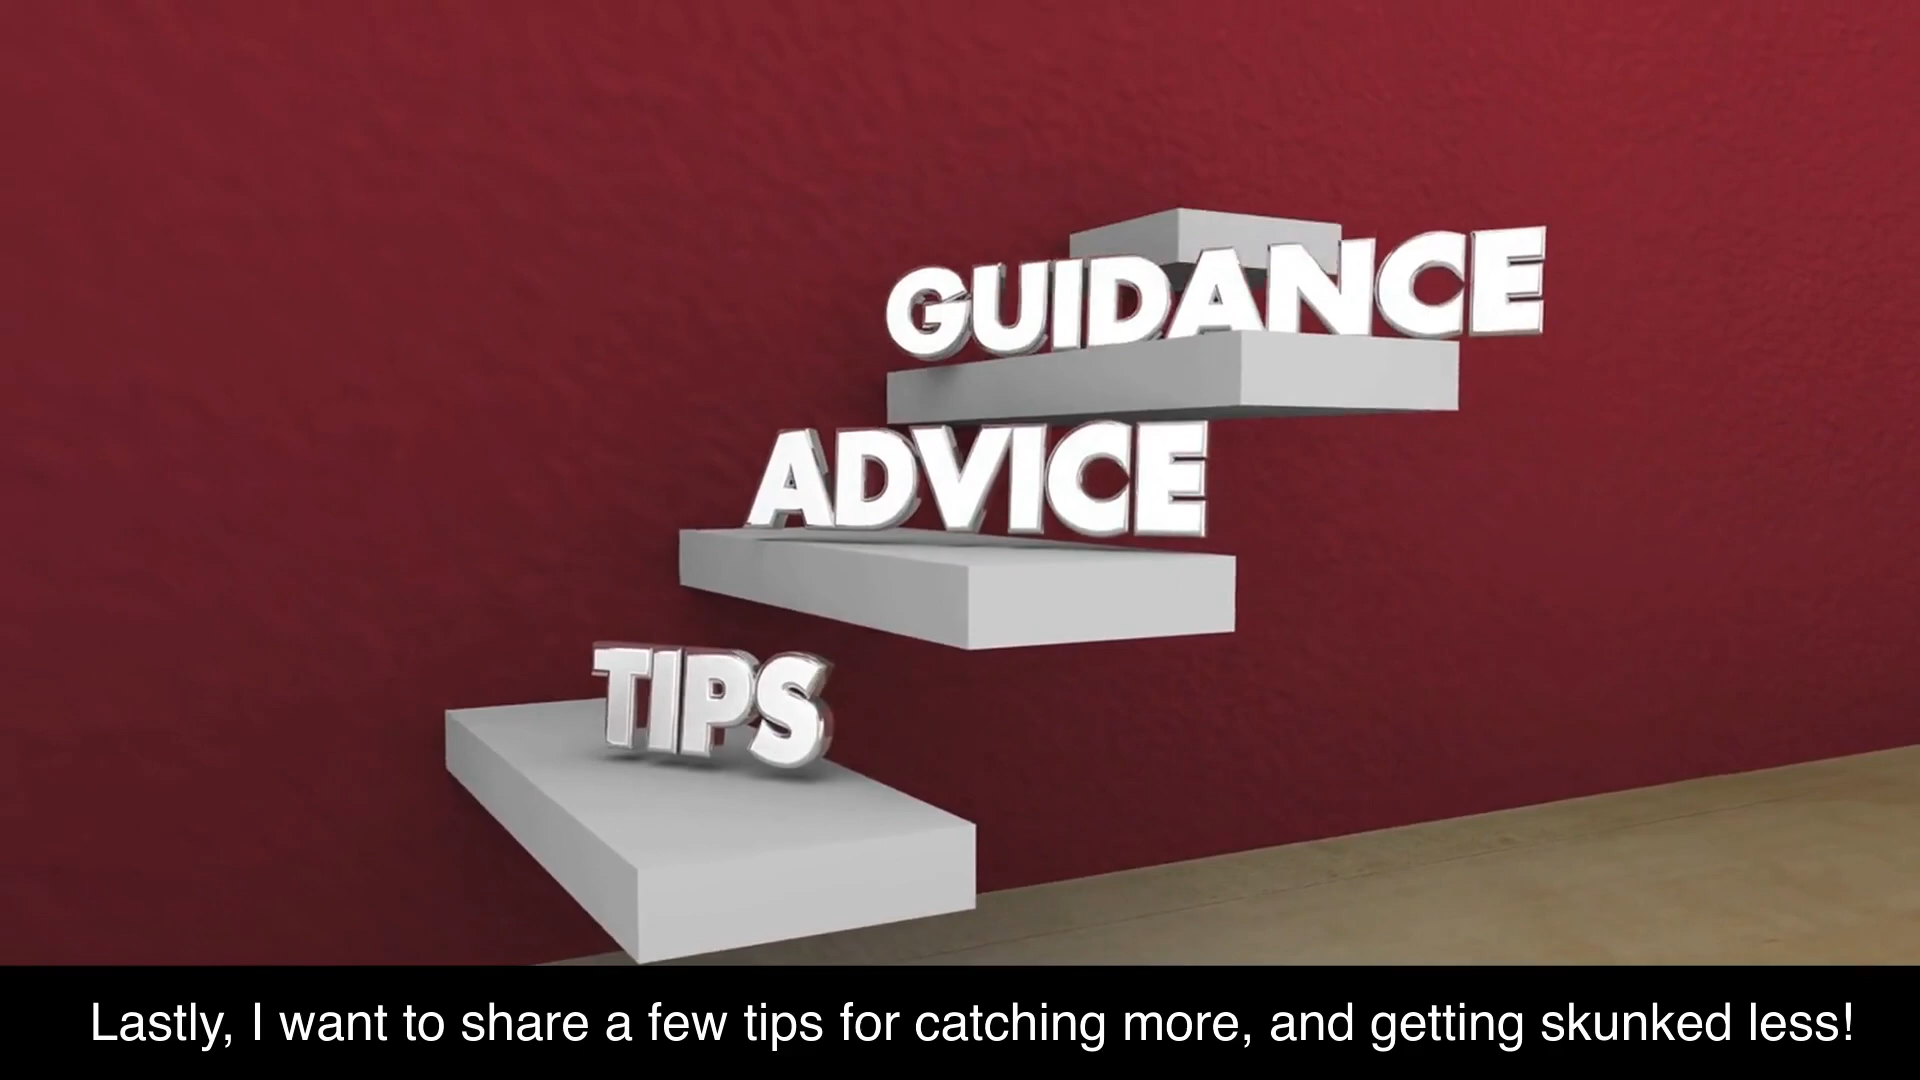 GUIDANCE
ADVICE
TIPS
Lastly, I want to share a few tips for catching more, and getting skunked less!